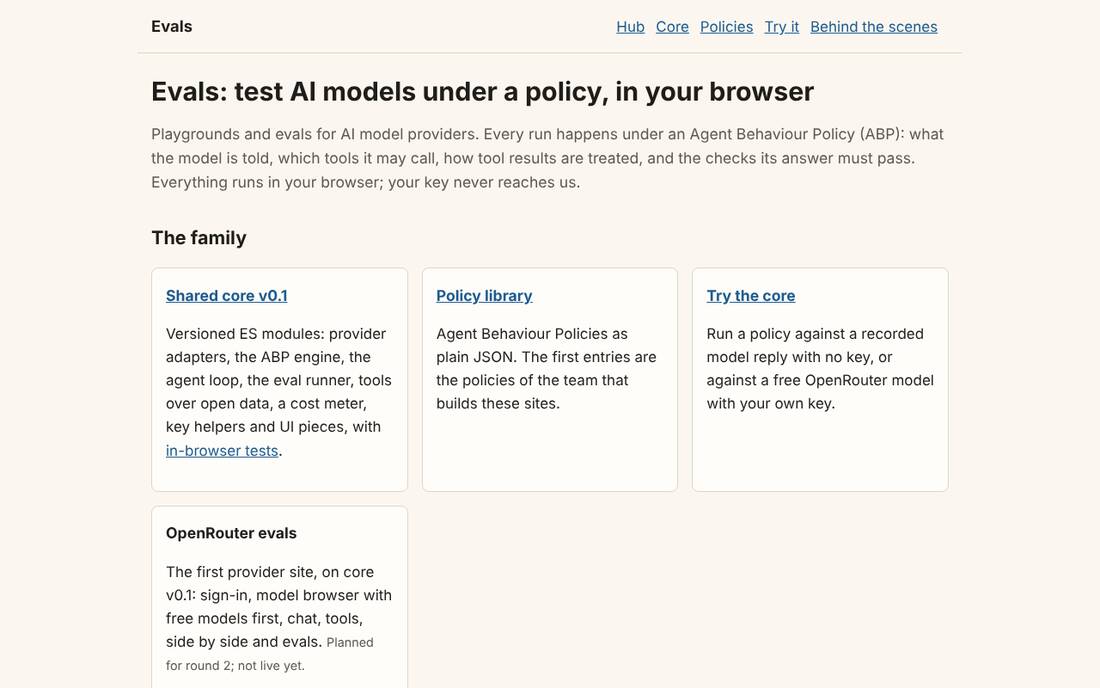 Evals
Hub Core Policies Try it Behind the scenes
Evals: test AI models under a policy, in your browser
Playgrounds and evals for AI model providers. Every run happens under an Agent Behaviour Policy (ABP): what
the model is told, which tools it may call, how tool results are treated, and the checks its answer must pass.
Everything runs in your browser; your key never reaches us.
The family
Shared core v0.1
Versioned ES modules: provider
adapters, the ABP engine, the
agent loop, the eval runner, tools
over open data, a cost meter,
key helpers and UI pieces, with
in-browser tests.
Policy library
Agent Behaviour Policies as
plain JSON. The first entries are
the policies of the team that
builds these sites.
Try the core
Run a policy against a recorded
model reply with no key, or
against a free OpenRouter model
with your own key.
OpenRouter evals
The first provider site, on core
v0.1: sign-in, model browser with
free models first, chat, tools,
side by side and evals. Planned
for round 2; not live yet.